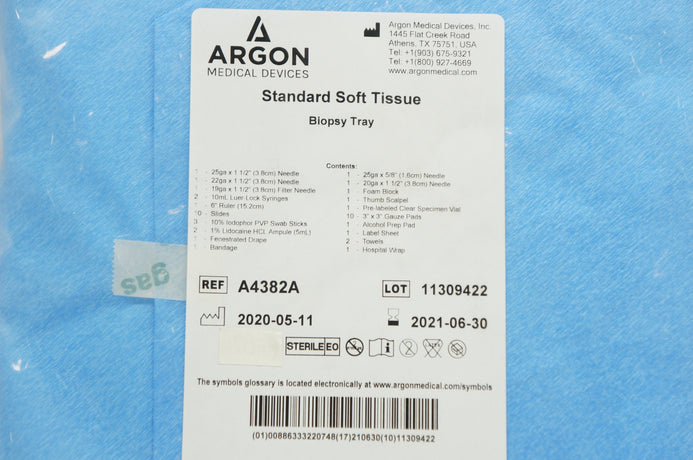 ARGON
MEDICAL DEVICES
Argon Medical Devices, Inc.
1445 Flat Creek Road
Athens, TX 75751, USA
Tel: +1(903) 675-9321
Tel: +1(800) 927-4669
www.argonmedical.com
Standard Soft Tissue
Biopsy Tray
Contents:
1 - 25ga x 1 1/2" (3.8cm) Needle
1 - 22ga x 1 1/2" (3.8cm) Needle
1 - 19ga x 1 1/2" (3.8cm) Filter Needle
2 - 10mL Luer-Lock Syringes
- 6" Ruler (15.2cm)
- Slides
3 - 10% Iodophor PVP Swab Sticks
2 - 1% Lidocaine HCL Ampule (5mL)
1 - Fenestrated Drape
- Bandage
1 - 25ga x 5/8" (1.6cm) Needle
1 - 20ga x 1 1/2" (3.8cm) Needle
1 - Foam Block
1 - Thumb Scalpel
1 - Pre-labeled Clear Specimen Vial
10 - 3" x 3" Gauze Pads
1 - Alcohol Prep Pad
1 - Label Sheet
2 - Towels
1 - Hospital Wrap
REF A4382A
LOT 11309422
2020-05-11
2021-06-30
gas
STERILE EO
The symbols glossary is located electronically at www.argonmedical.com/symbols
(01)00886333220748(17)210630(10)11309422